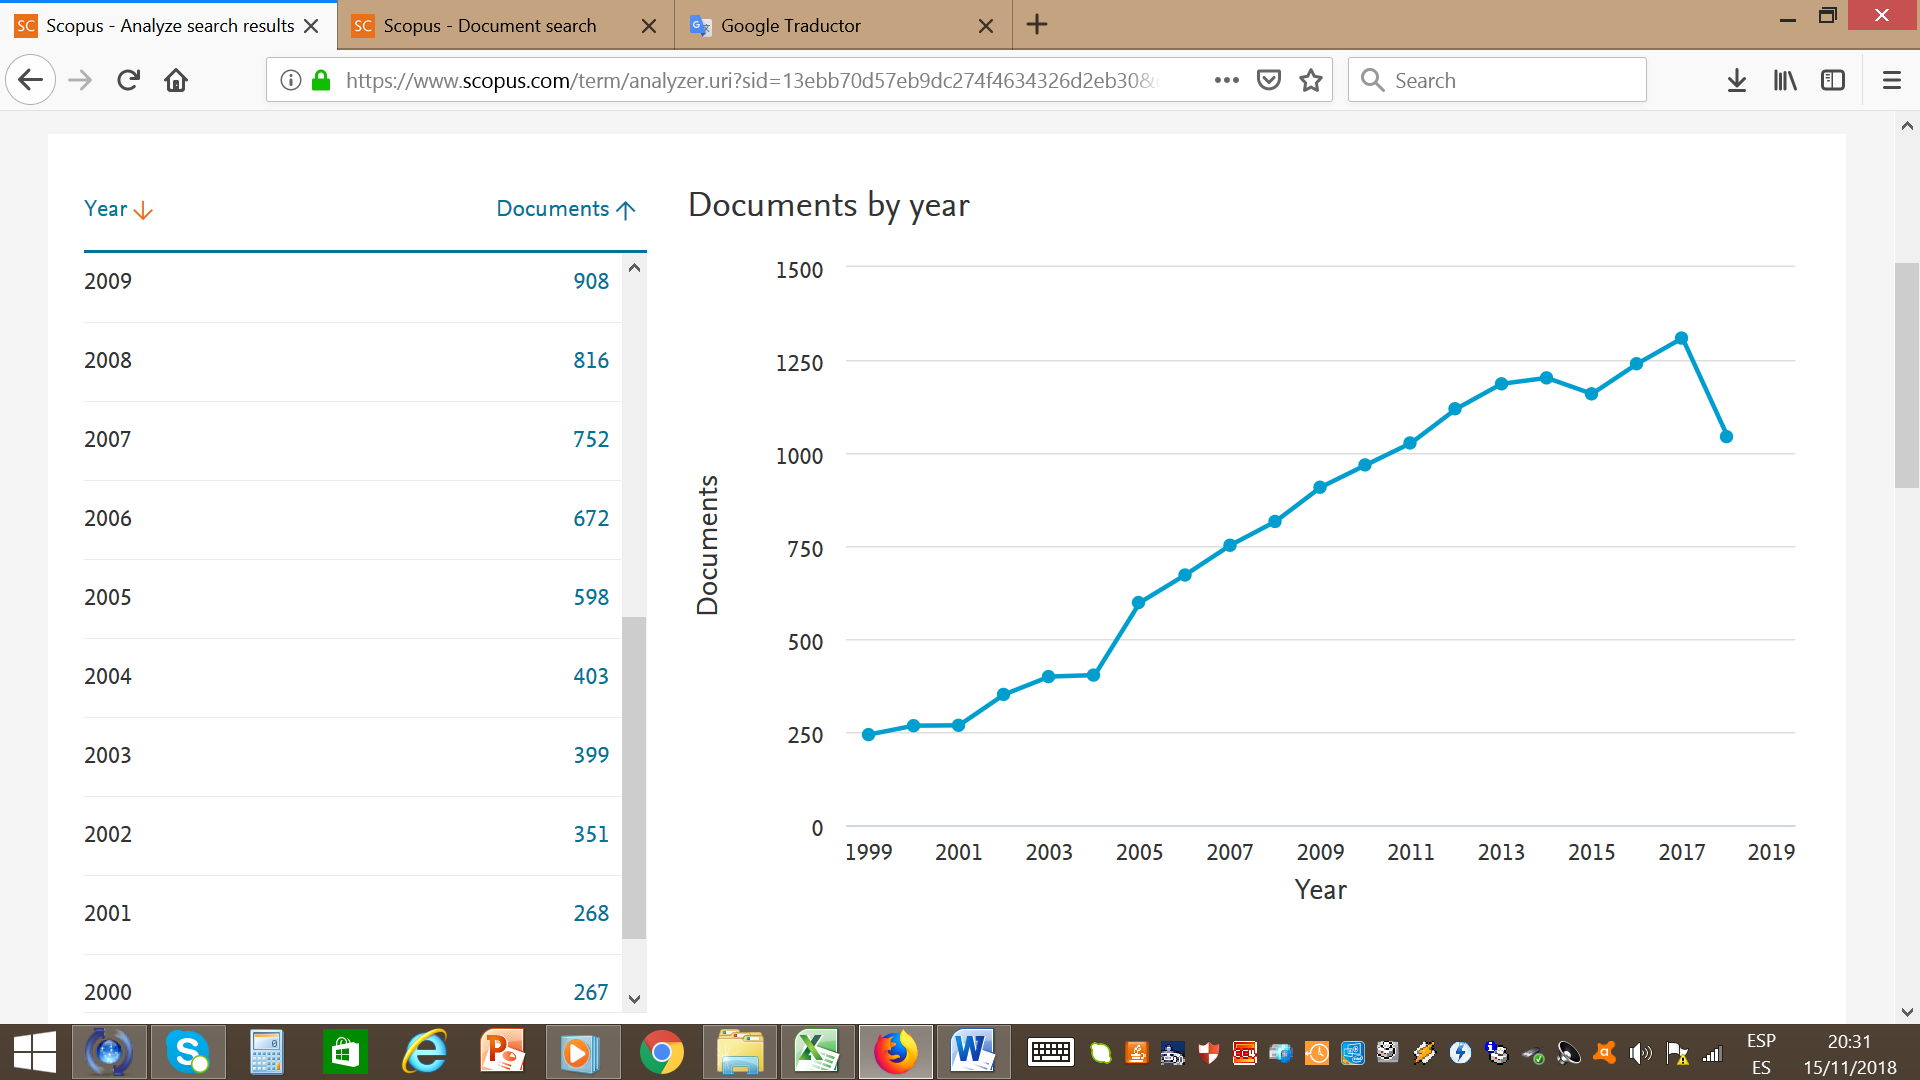 Scopus - Analyze search results
Scopus - Document search
Google Traductor
https://www.scopus.com/term/analyzer.uri?sid=13ebb70d57eb9dc274f4634326d2eb30&
Search
Year
Documents
2009 908
2008 816
2007 752
2006 672
2005 598
2004 403
2003 399
2002 351
2001 268
2000 267
Documents by year
1500
1250
1000
750
500
250
0
Documents
1999 2001 2003 2005 2007 2009 2011 2013 2015 2017 2019
Year
ESP
ES
20:31
15/11/2018